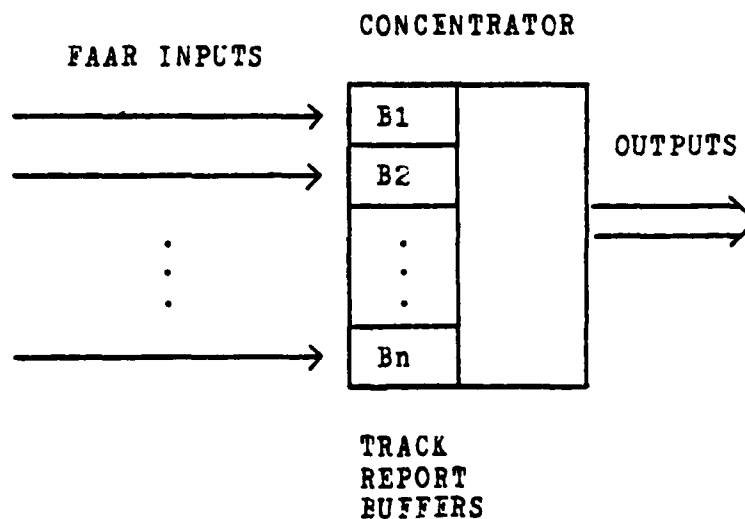 CONCENTRATOR
FAAR INPUTS
B1
OUTPUTS
B2
Bn
TRACK
REPORT
BUFFERS